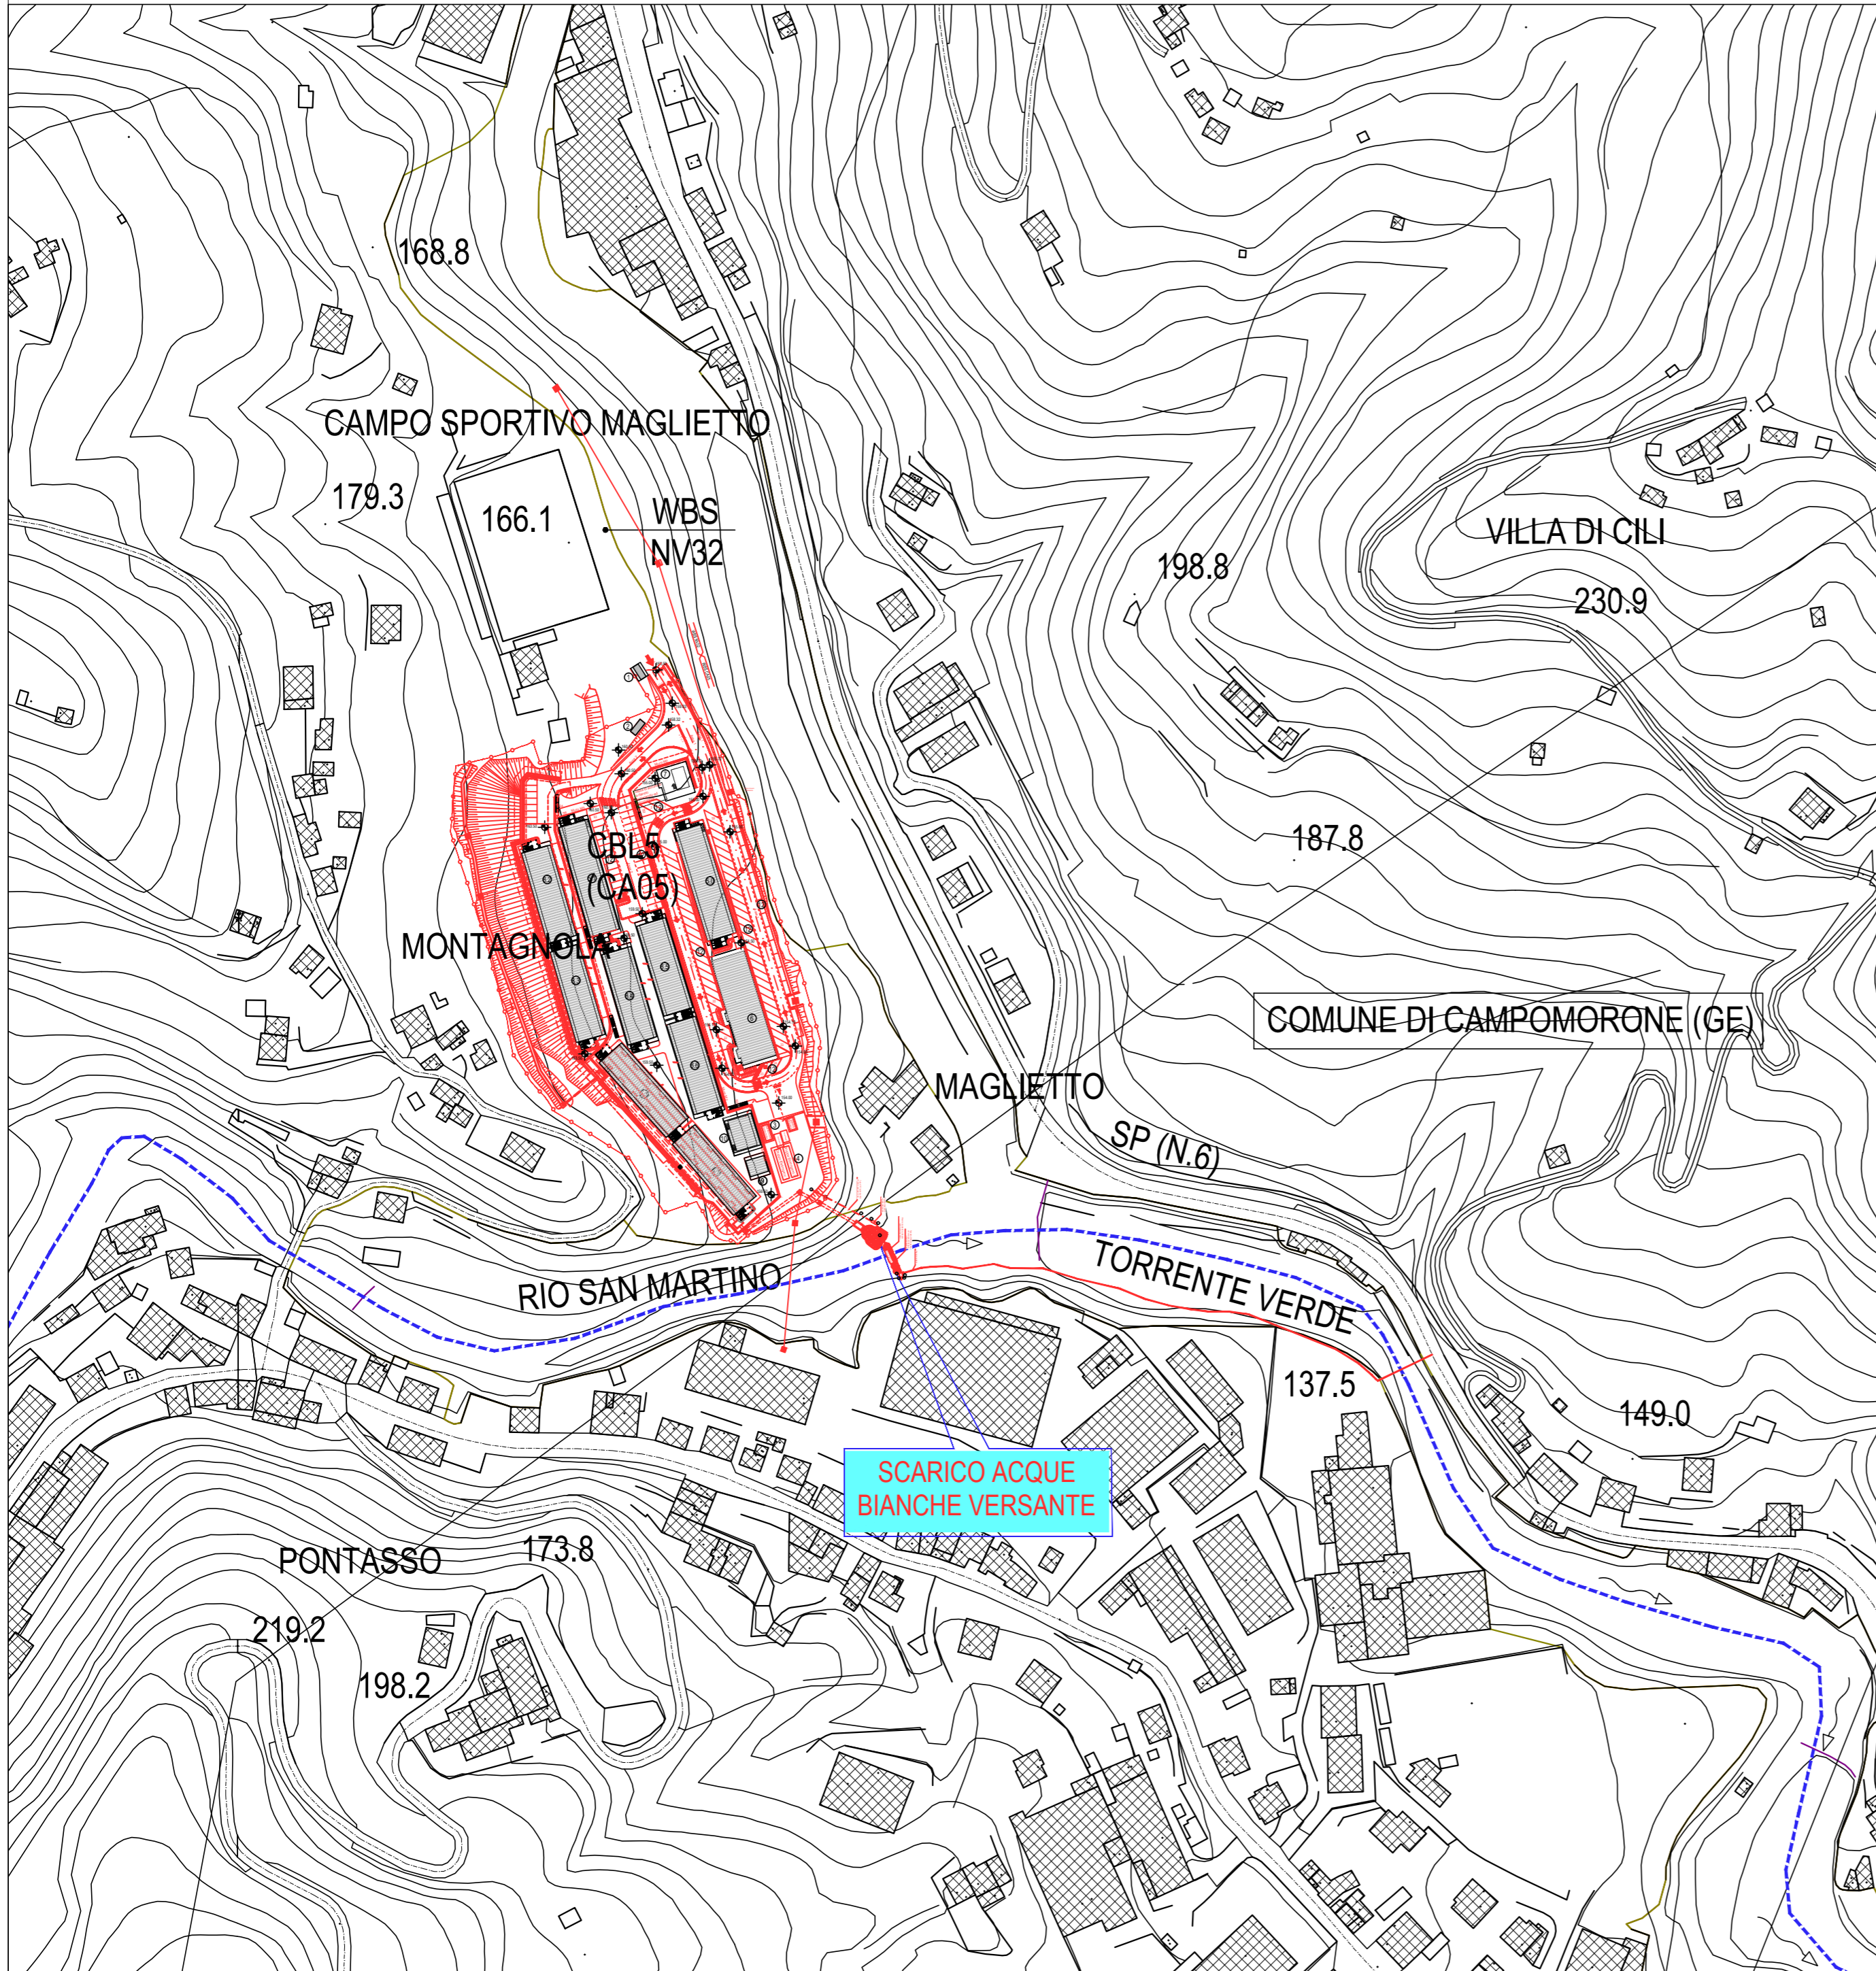 168.8
CAMPO SPORTIVO MAGLIETTO
179.3
166.1
WBS
NV32
VILLA DI CILI
198.8
230.9
187.8
CBL5
(CA05)
MONTAGNOLA
COMUNE DI CAMPOMORONE (GE)
MAGLIETTO
SP (N.6)
RIO SAN MARTINO
TORRENTE VERDE
137.5
149.0
SCARICO ACQUE
BIANCHE VERSANTE
PONTASSO
173.8
219.2
198.2